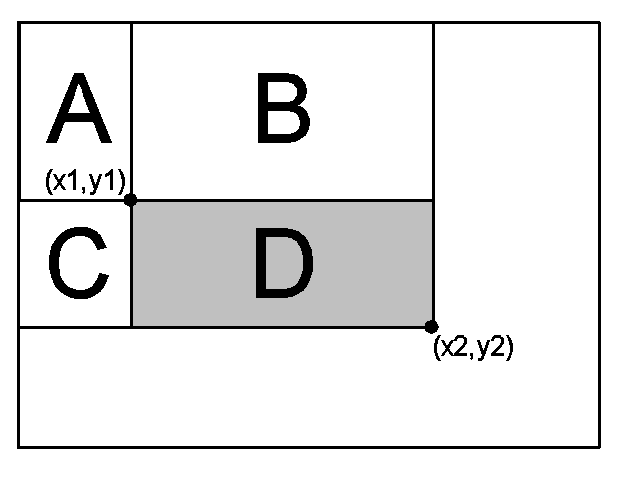 A B
(x1,y1)
C D
(x2,y2)